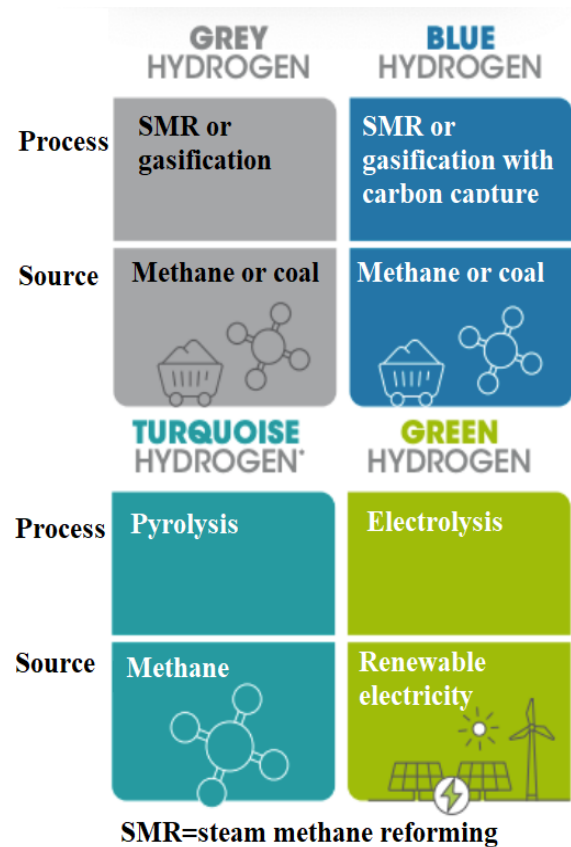 GREY
HYDROGEN
BLUE
HYDROGEN
Process
SMR or
gasification
SMR or
gasification with
carbon capture
Source
Methane or coal
Methane or coal
TURQUOISE
HYDROGEN*
GREEN
HYDROGEN
Process
Pyrolysis
Electrolysis
Source
Methane
Renewable
electricity
SMR=steam methane reforming